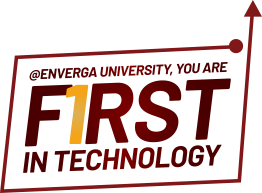 @ENVERGA UNIVERSITY, YOU ARE
F1RST
IN TECHNOLOGY